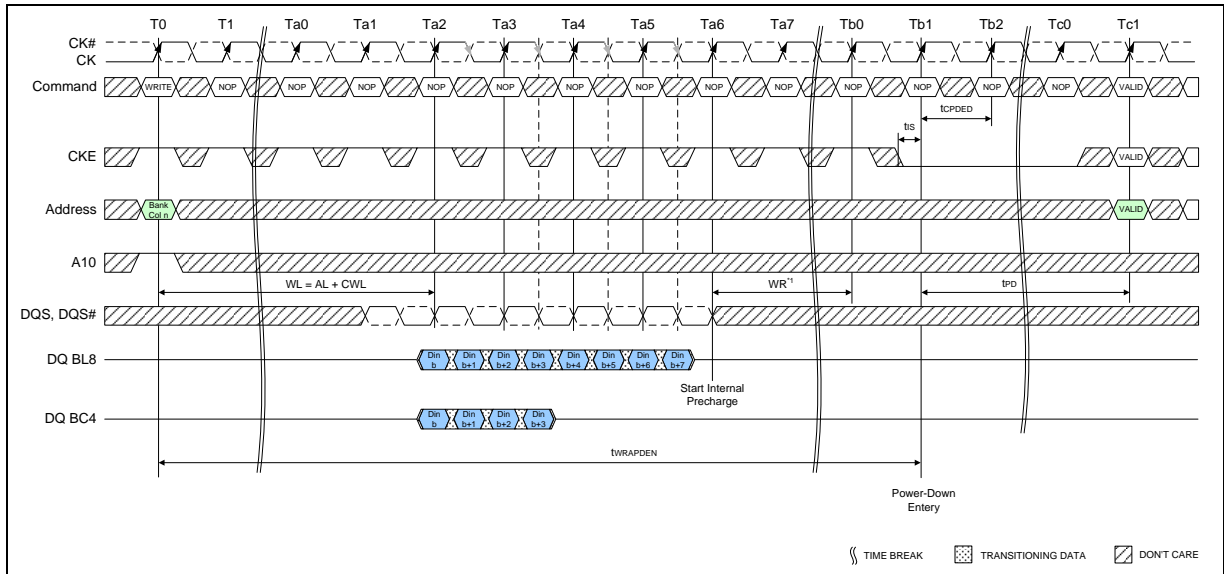 T0 T1 Ta0 Ta1 Ta2 Ta3 Ta4 Ta5 Ta6 Ta7 Tb0 Tb1 Tb2 Tc0 Tc1
CK#
CK
Command WRITE NOP NOP NOP NOP NOP NOP NOP NOP NOP NOP NOP NOP NOP VALID
tCPDED
tIS
CKE VALID
Address Bank Col n VALID
A10
WL = AL + CWL WR*1 tPD
DQS, DQS#
DQ BL8 Din b Din b+1 Din b+2 Din b+3 Din b+4 Din b+5 Din b+6 Din b+7
Start Internal
Precharge
DQ BC4 Din b Din b+1 Din b+2 Din b+3
tWRAPDEN
Power-Down
Entery
TIME BREAK TRANSITIONING DATA DON'T CARE